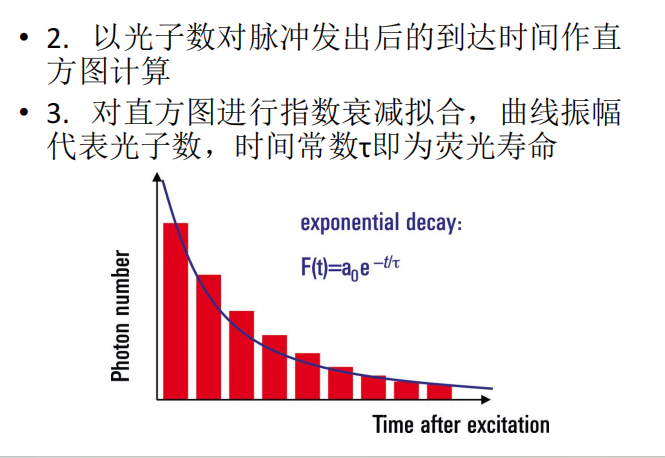 • 2. 以光子数对脉冲发出后的到达时间作直
方图计算
• 3. 对直方图进行指数衰减拟合，曲线振幅
代表光子数，时间常数τ即为荧光寿命
exponential decay:
F(t)=a₀e⁻ᵗ/τ
Photon number
Time after excitation